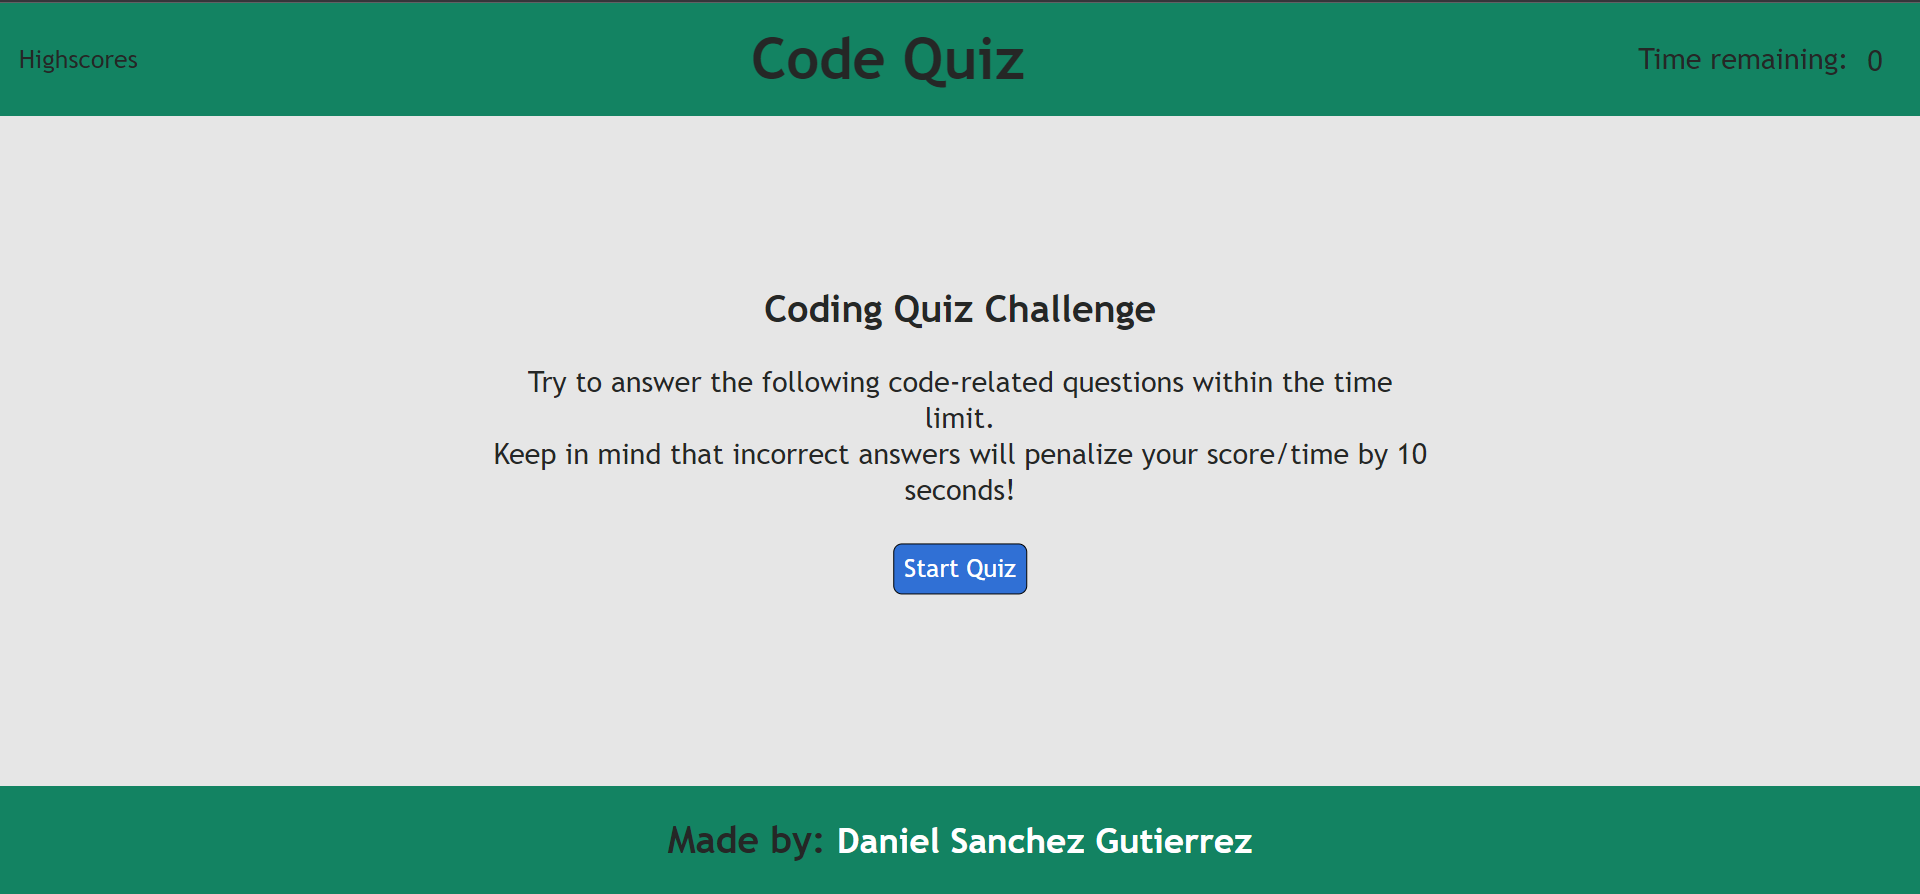 Highscores
Code Quiz
Time remaining: 0
Coding Quiz Challenge
Try to answer the following code-related questions within the time
limit.
Keep in mind that incorrect answers will penalize your score/time by 10
seconds!
Start Quiz
Made by: Daniel Sanchez Gutierrez